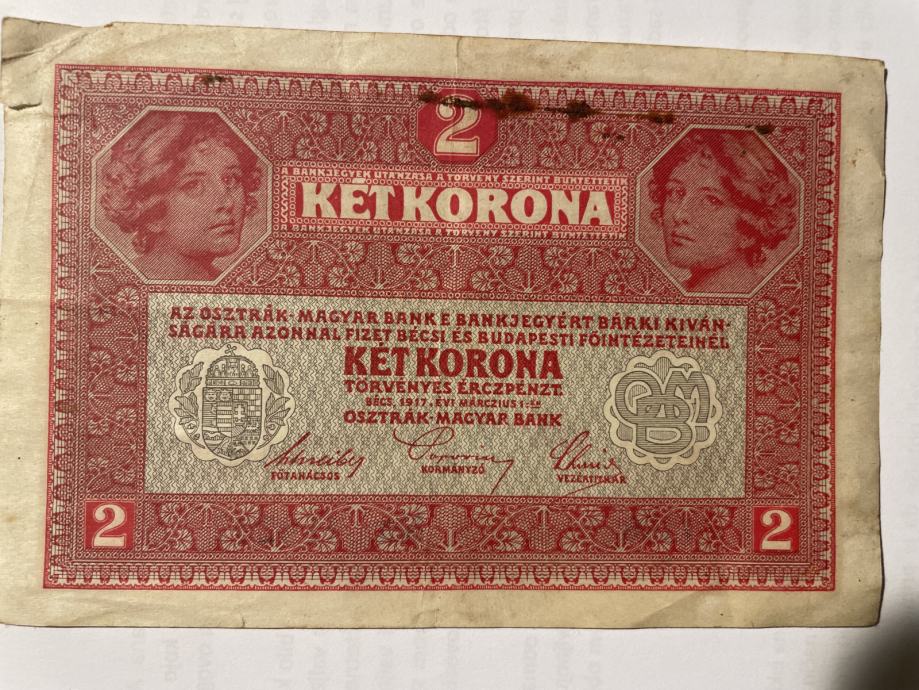 2
A BANKJEGYEK UTÁNZÁSA A TÖRVÉNY SZERINT BÜNTETTETIK
KÉT KORONA
A BANKJEGYEK UTÁNZÁSA A TÖRVÉNY SZERINT BÜNTETTETIK
AZ OSZTRÁK-MAGYAR BANK E BANKJEGYÉRT BÁRKI KIVÁN-
SÁGÁRA AZONNAL FIZET BÉCSI ÉS BUDAPESTI FŐINTÉZETEINÉL
KÉT KORONA
TÖRVÉNYES ÉRCZPÉNZT.
BÉCS, 1917. ÉVI MÁRCZIUS 1-ÉN
OSZTRÁK-MAGYAR BANK
FŐTANÁCSOS
KORMÁNYZÓ
VEZÉRTITKÁR
2
2